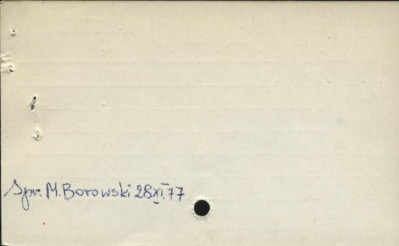 Spr. M. Borowski 28 XI. 77